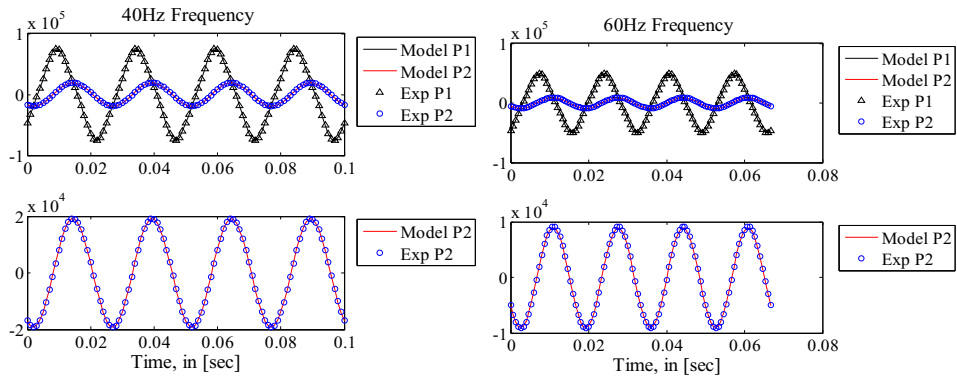 40Hz Frequency
x 10^5
1
0
-1
0 0.02 0.04 0.06 0.08 0.1
Model P1
Model P2
Exp P1
Exp P2
60Hz Frequency
x 10^5
1
0
-1
0 0.02 0.04 0.06 0.08
Model P1
Model P2
Exp P1
Exp P2
x 10^4
2
0
-2
0 0.02 0.04 0.06 0.08 0.1
Time, in [sec]
Model P2
Exp P2
x 10^4
1
0
-1
0 0.02 0.04 0.06 0.08
Time, in [sec]
Model P2
Exp P2